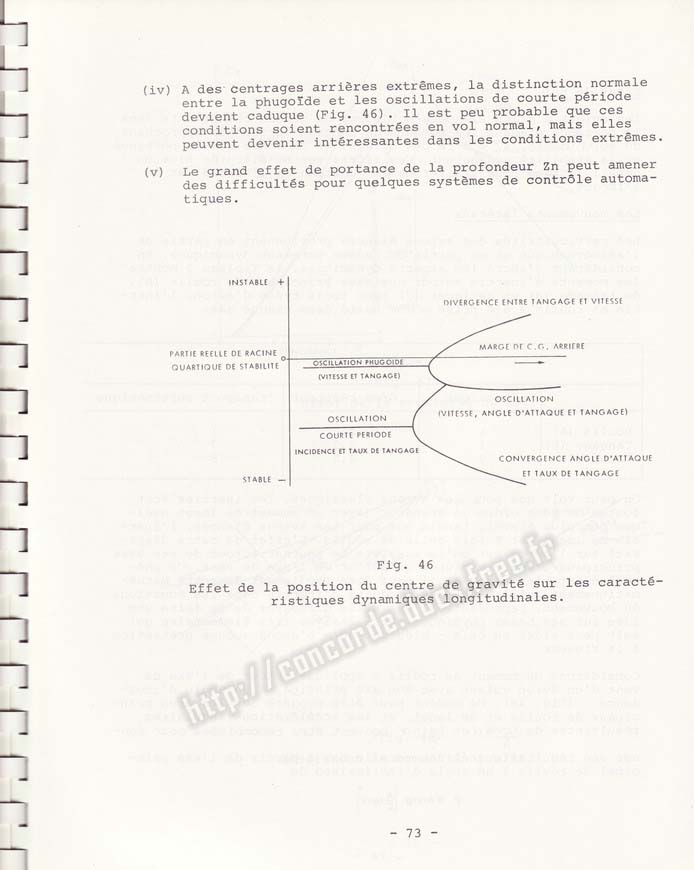 (iv) A des centrages arrières extrêmes, la distinction normale
entre la phugoïde et les oscillations de courte période
devient caduque (Fig. 46). Il est peu probable que ces
conditions soient rencontrées en vol normal, mais elles
peuvent devenir intéressantes dans les conditions extrêmes.
(v) Le grand effet de portance de la profondeur Zn peut amener
des difficultés pour quelques systèmes de contrôle automa-
tiques.
INSTABLE +
DIVERGENCE ENTRE TANGAGE ET VITESSE
MARGE DE C.G. ARRIÈRE
PARTIE REELLE DE RACINE o
QUARTIQUE DE STABILITE
OSCILLATION PHUGOIDE
(VITESSE ET TANGAGE)
OSCILLATION
(VITESSE, ANGLE D'ATTAQUE ET TANGAGE)
OSCILLATION
COURTE PERIODE
INCIDENCE ET TAUX DE TANGAGE
CONVERGENCE ANGLE D'ATTAQUE
ET TAUX DE TANGAGE
STABLE —
Fig. 46
Effet de la position du centre de gravité sur les caracté-
ristiques dynamiques longitudinales.
http://concorde.doc.free.fr
- 73 -